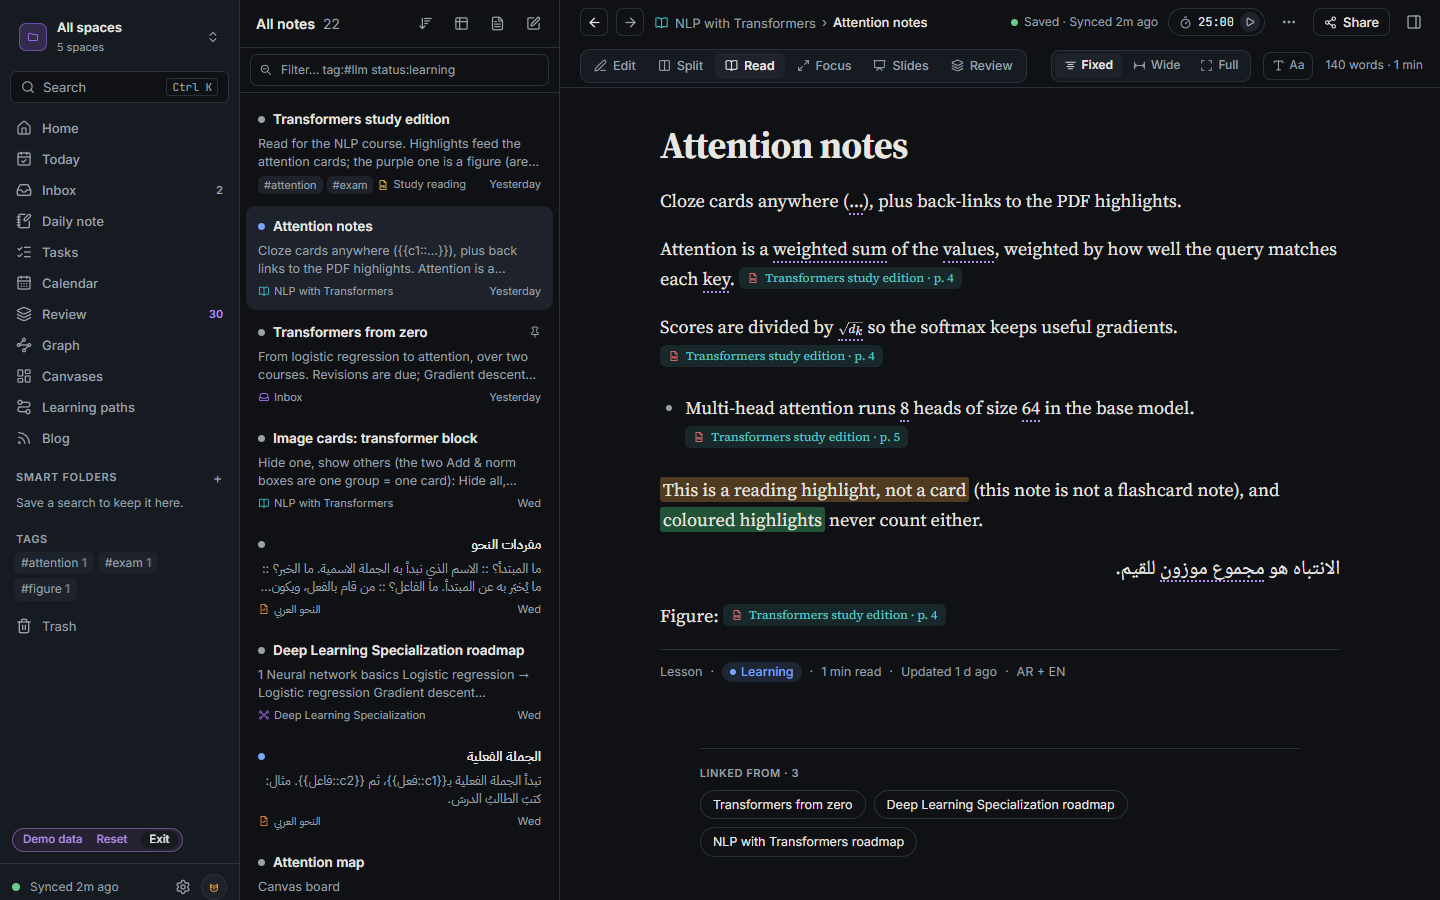 All spaces
5 spaces
Search Ctrl K
Home
Today
Inbox 2
Daily note
Tasks
Calendar
Review 30
Graph
Canvases
Learning paths
Blog
SMART FOLDERS +
Save a search to keep it here.
TAGS
#attention 1 #exam 1
#figure 1
Trash
Demo data Reset Exit
Synced 2m ago
All notes 22
Filter... tag:#llm status:learning
Transformers study edition
Read for the NLP course. Highlights feed the
attention cards; the purple one is a figure (are...
#attention #exam Study reading Yesterday
Attention notes
Cloze cards anywhere ({{c1::...}}), plus back
links to the PDF highlights. Attention is a...
NLP with Transformers Yesterday
Transformers from zero
From logistic regression to attention, over two
courses. Revisions are due; Gradient descent...
Inbox Yesterday
Image cards: transformer block
Hide one, show others (the two Add & norm
boxes are one group = one card): Hide all,...
NLP with Transformers Wed
مفردات النحو
ما المبتدأ؟ :: الاسم الذي نبدأ به الجملة الاسمية. ما الخبر؟ ::
ما يُخبَر به عن المبتدأ. ما الفاعل؟ :: من قام بالفعل، ويكون...
النحو العربي Wed
Deep Learning Specialization roadmap
1 Neural network basics Logistic regression →
Logistic regression Gradient descent...
Deep Learning Specialization Wed
الجملة الفعلية
تبدأ الجملة الفعلية بـ{{c1::فعل}}، ثم {{c2::فاعل}}. مثال:
كتبَ الطالبُ الدرسَ.
النحو العربي Wed
Attention map
Canvas board
NLP with Transformers › Attention notes
Saved · Synced 2m ago 25:00 Share
Edit Split Read Focus Slides Review Fixed Wide Full Aa 140 words · 1 min
Attention notes
Cloze cards anywhere (...), plus back-links to the PDF highlights.
Attention is a weighted sum of the values, weighted by how well the query matches
each key. Transformers study edition · p. 4
Scores are divided by √dk so the softmax keeps useful gradients.
Transformers study edition · p. 4
Multi-head attention runs 8 heads of size 64 in the base model.
Transformers study edition · p. 5
This is a reading highlight, not a card (this note is not a flashcard note), and
coloured highlights never count either.
الانتباه هو مجموع موزون للقيم.
Figure: Transformers study edition · p. 4
Lesson · Learning · 1 min read · Updated 1 d ago · AR + EN
LINKED FROM · 3
Transformers from zero Deep Learning Specialization roadmap
NLP with Transformers roadmap